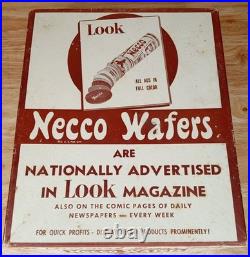 Look
Necco
ALL ADS IN
FULL COLOR
Necco Wafers
ARE
NATIONALLY ADVERTISED
IN Look MAGAZINE
ALSO ON THE COMIC PAGES OF DAILY
NEWSPAPERS EVERY WEEK
FOR QUICK PROFITS - PRODUCTS PROMINENTLY!